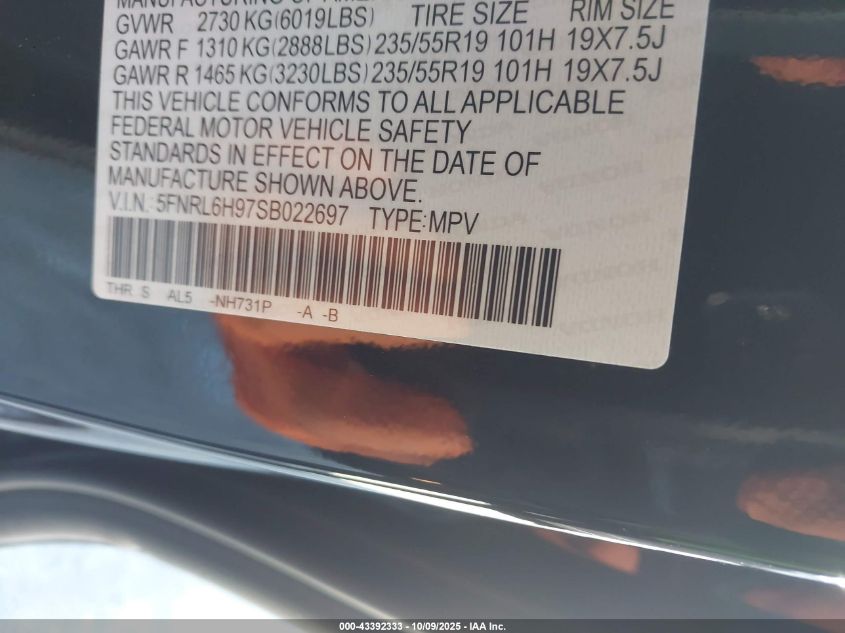 MANUFACTURING OF
GVWR 2730 KG(6019LBS) TIRE SIZE RIM SIZE
GAWR F 1310 KG(2888LBS) 235/55R19 101H 19X7.5J
GAWR R 1465 KG(3230LBS) 235/55R19 101H 19X7.5J
THIS VEHICLE CONFORMS TO ALL APPLICABLE
FEDERAL MOTOR VEHICLE SAFETY
STANDARDS IN EFFECT ON THE DATE OF
MANUFACTURE SHOWN ABOVE.
V.I.N.: 5FNRL6H97SB022697 TYPE:MPV
THR S AL5 -NH731P -A -B
000-43392333 - 10/09/2025 - IAA Inc.